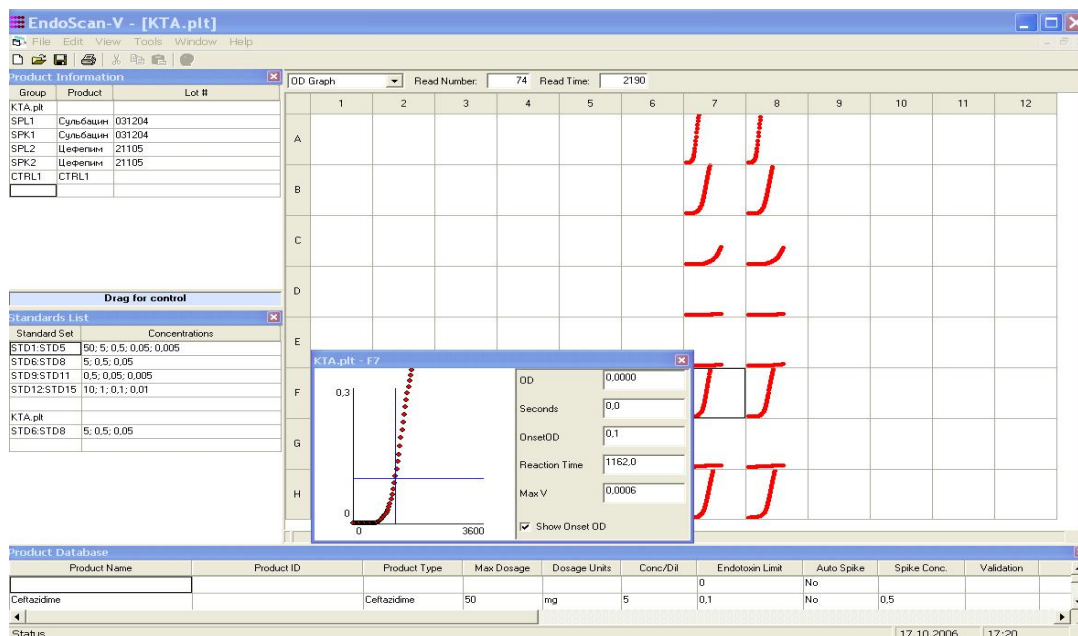 EndoScan-V - [KTA.plt]
File Edit View Tools Window Help
Product Information
Group Product Lot #
KTA.plt
SPL1 Сульбацин 031204
SPK1 Сульбацин 031204
SPL2 Цефепим 21105
SPK2 Цефепим 21105
CTRL1 CTRL1
Drag for control
Standards List
Standard Set Concentrations
STD1:STD5 50; 5; 0,5; 0,05; 0,005
STD6:STD8 5; 0,5; 0,05
STD9:STD11 0,5; 0,05; 0,005
STD12:STD15 10; 1; 0,1; 0,01
KTA.plt
STD6:STD8 5; 0,5; 0,05
OD Graph Read Number: 74 Read Time: 2190
1 2 3 4 5 6 7 8 9 10 11 12
A
B
C
D
E
F
G
H
KTA.plt - F7
0,3
0
0 3600
OD 0,0000
Seconds 0,0
OnsetOD 0,1
Reaction Time 1162,0
Max V 0,0006
Show Onset OD
Product Database
Product Name Product ID Product Type Max Dosage Dosage Units Conc/Dil Endotoxin Limit Auto Spike Spike Conc. Validation
0 No
Ceftazidime Ceftazidime 50 mg 5 0,1 No 0,5
Status 17.10.2006 17:20